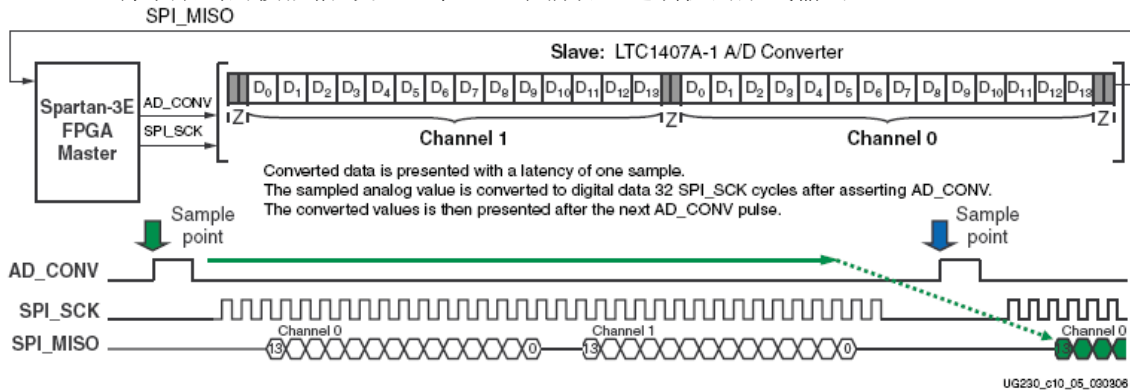 SPI_MISO
Slave: LTC1407A-1 A/D Converter
Spartan-3E
FPGA
Master
AD_CONV
SPI_SCK
D0 D1 D2 D3 D4 D5 D6 D7 D8 D9 D10 D11 D12 D13 D0 D1 D2 D3 D4 D5 D6 D7 D8 D9 D10 D11 D12 D13
Z Z Z
Channel 1 Channel 0
Converted data is presented with a latency of one sample.
The sampled analog value is converted to digital data 32 SPI_SCK cycles after asserting AD_CONV.
The converted values is then presented after the next AD_CONV pulse.
Sample
point
Sample
point
AD_CONV
SPI_SCK
SPI_MISO
Channel 0 Channel 1 Channel 0
13 0 13 0 13
UG230_c10_05_030306